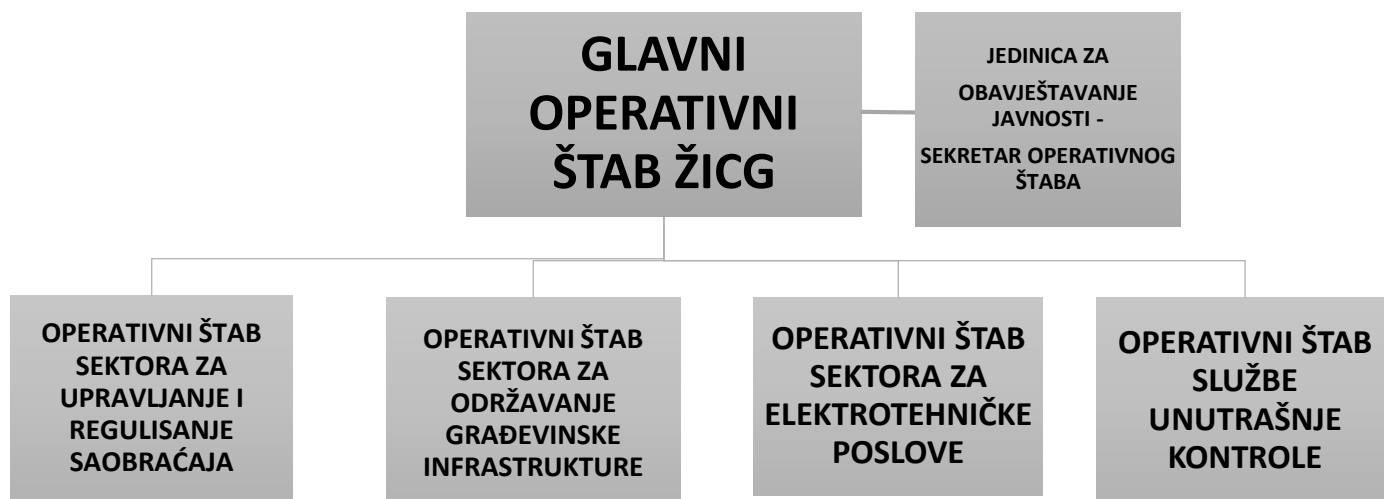 GLAVNI
OPERATIVNI
ŠTAB ŽICG
JEDINICA ZA
OBAVJEŠTAVANJE
JAVNOSTI -
SEKRETAR OPERATIVNOG
ŠTABA
OPERATIVNI ŠTAB
SEKTORA ZA
UPRAVLJANJE I
REGULISANJE
SAOBRAĆAJA
OPERATIVNI ŠTAB
SEKTORA ZA
ODRŽAVANJE
GRAĐEVINSKE
INFRASTRUKTURE
OPERATIVNI ŠTAB
SEKTORA ZA
ELEKTROTEHNIČKE
POSLOVE
OPERATIVNI ŠTAB
SLUŽBE
UNUTRAŠNJE
KONTROLE